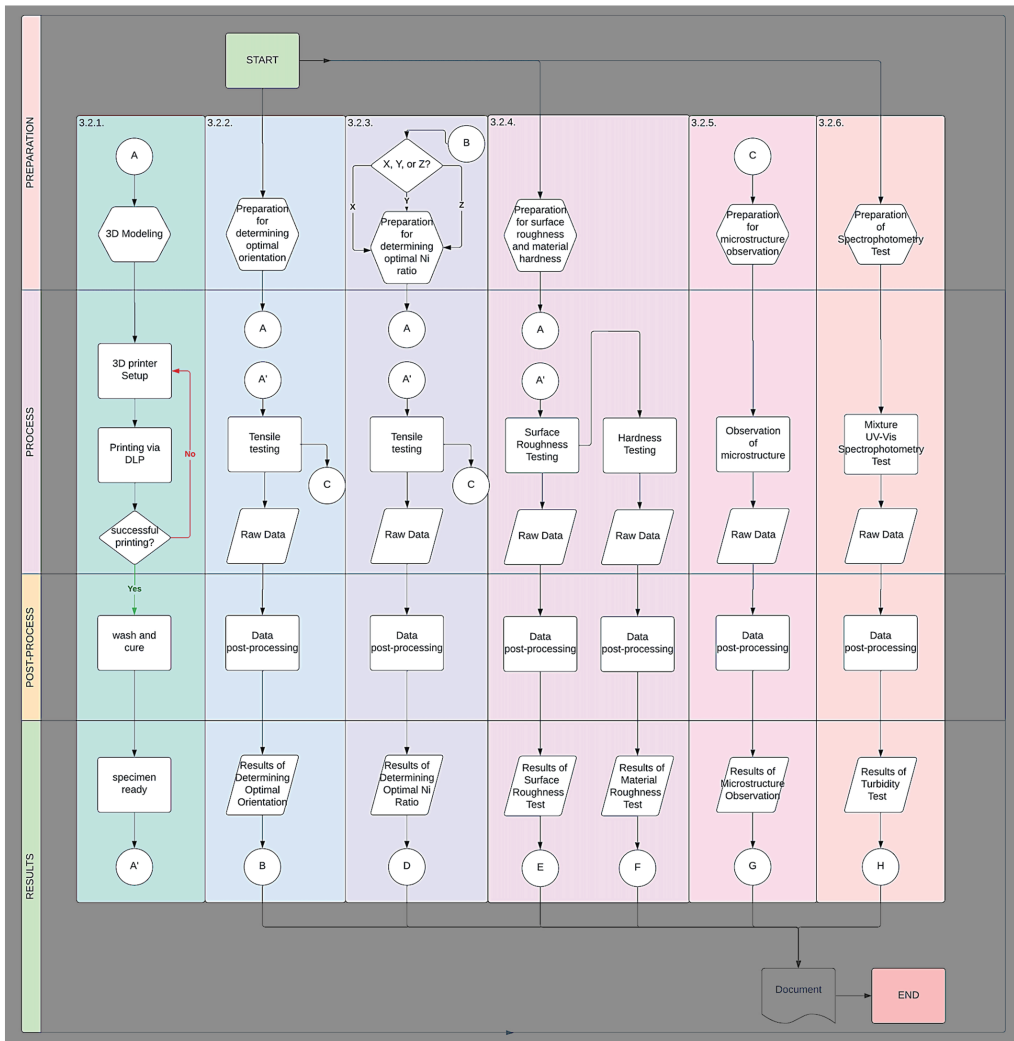 PREPARATION
START
3.2.1.
3.2.2.
3.2.3.
3.2.4.
3.2.5.
3.2.6.
A
B
C
X, Y, or Z?
X
Y
Z
3D Modeling
Preparation
for
determining
optimal
orientation
Preparation
for
determining
optimal Ni
ratio
Preparation
for surface
roughness
and material
hardness
Preparation
for
microstructure
observation
Preparation
of
Spectrophotometry
Test
PROCESS
A
A
A
A'
A'
A'
3D printer
Setup
Printing via
DLP
No
successful
printing?
Yes
Tensile
testing
C
Tensile
testing
C
Surface
Roughness
Testing
Hardness
Testing
Observation
of
microstructure
Mixture
UV-Vis
Spectrophotometry
Test
Raw Data
Raw Data
Raw Data
Raw Data
Raw Data
Raw Data
POST-PROCESS
wash and
cure
Data
post-processing
Data
post-processing
Data
post-processing
Data
post-processing
Data
post-processing
Data
post-processing
RESULTS
specimen
ready
Results of
Determining
Optimal
Orientation
Results of
Determining
Optimal Ni
Ratio
Results of
Surface
Roughness
Test
Results of
Material
Roughness
Test
Results of
Microstructure
Observation
Results of
Turbidity
Test
A'
B
D
E
F
G
H
Document
END